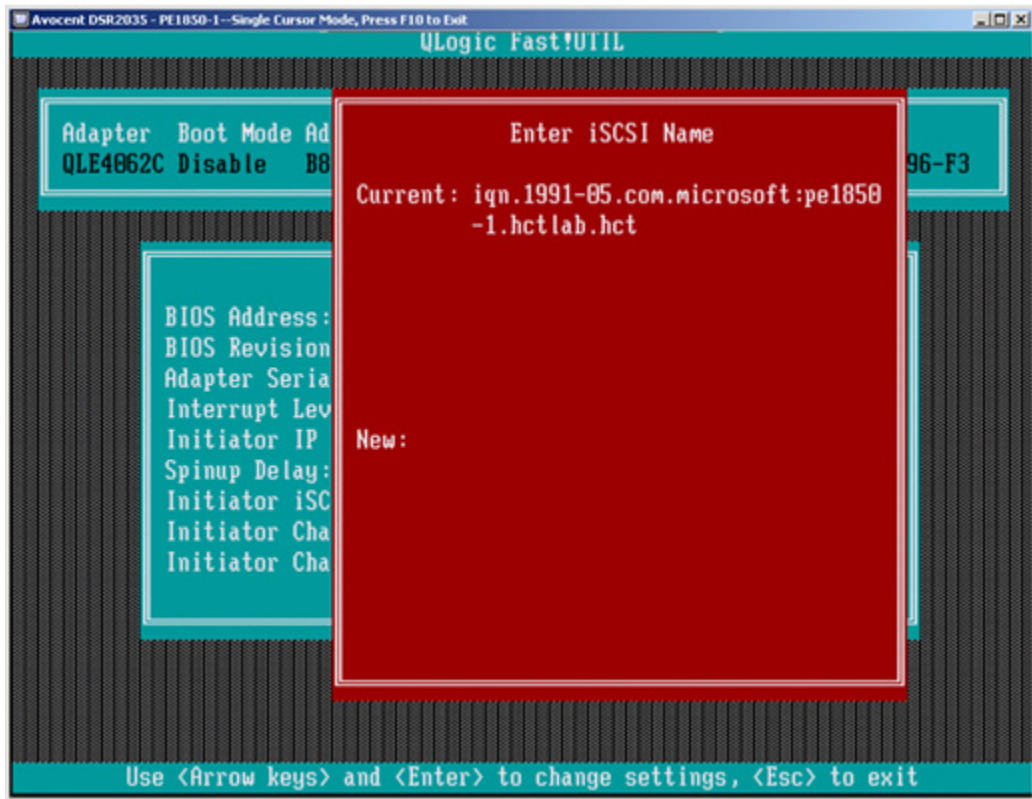 Avocent DSR2035 - PE1850-1--Single Cursor Mode, Press F10 to Exit
QLogic Fast!UTIL
Adapter Boot Mode Ad
QLE4062C Disable B8
96-F3
Enter iSCSI Name
Current: iqn.1991-05.com.microsoft:pe1850
-1.hctlab.hct
BIOS Address:
BIOS Revision
Adapter Seria
Interrupt Lev
Initiator IP
Spinup Delay:
Initiator iSC
Initiator Cha
Initiator Cha
New:
Use <Arrow keys> and <Enter> to change settings, <Esc> to exit